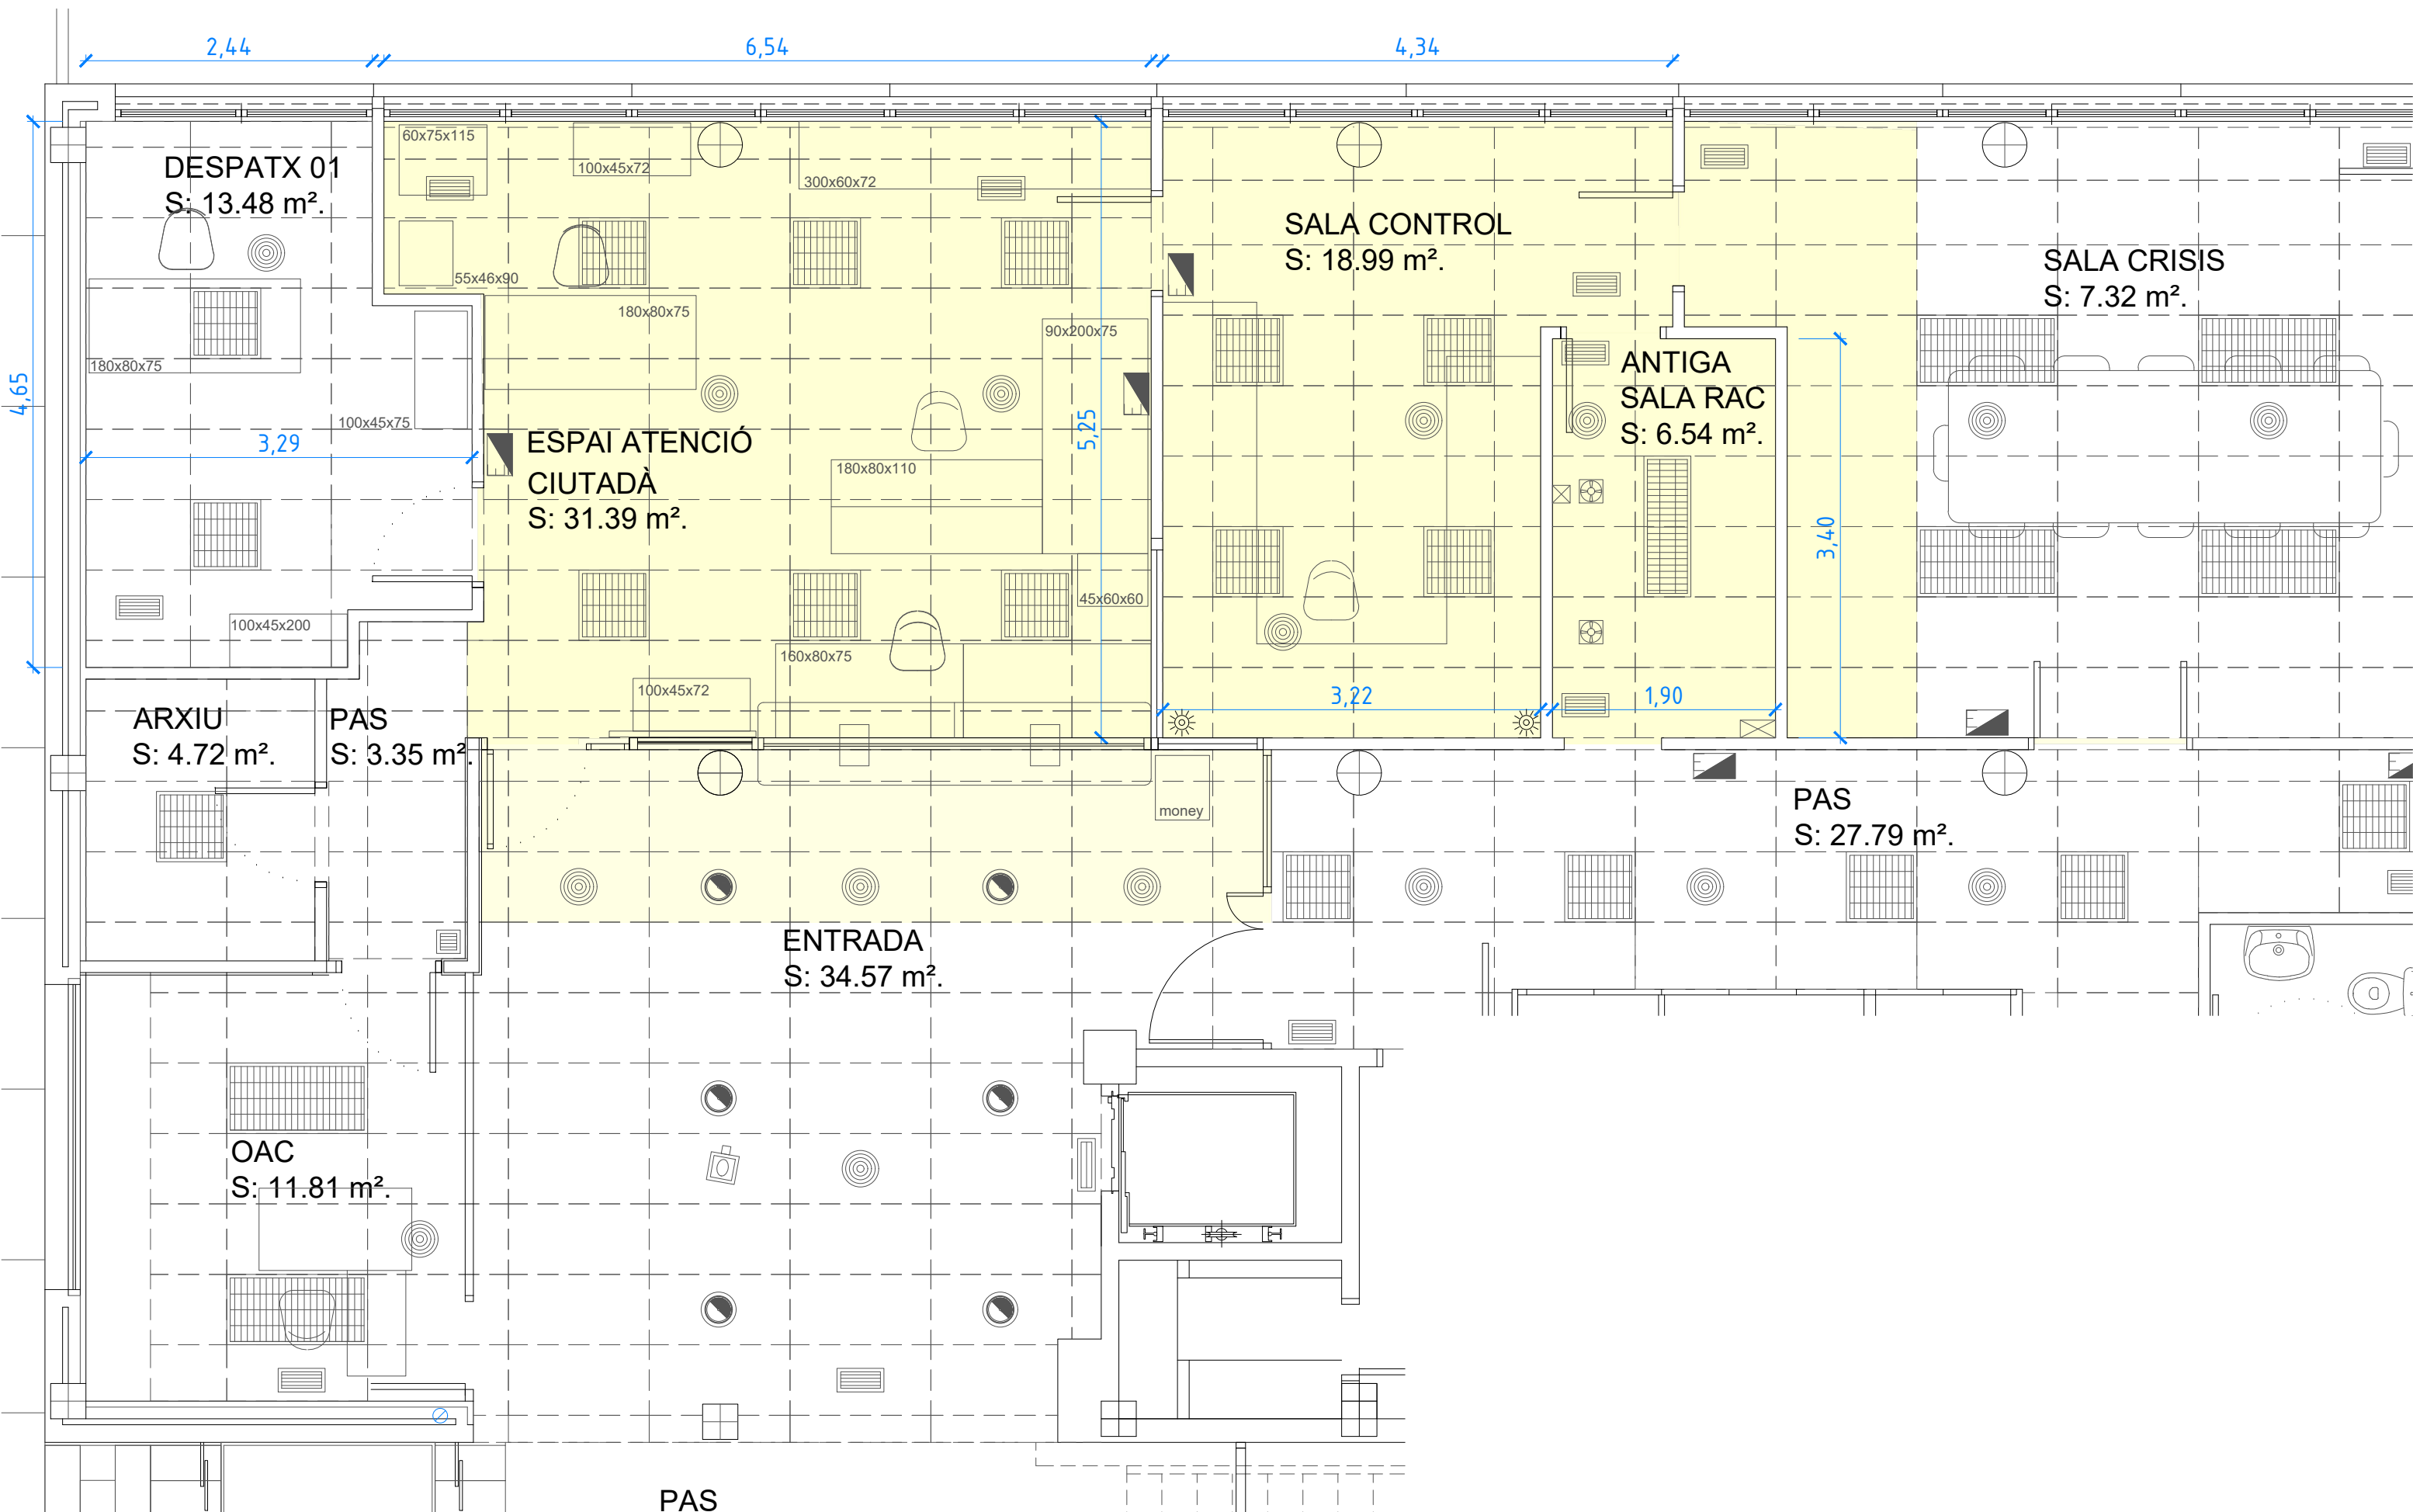 2,44
6,54
4,34
60x75x115
100x45x72
300x60x72
DESPATX 01
S: 13.48 m².
SALA CONTROL
S: 18.99 m².
SALA CRISIS
S: 7.32 m².
55x46x90
180x80x75
90x200x75
180x80x75
4,65
100x45x75
3,29
ESPAI ATENCIÓ
CIUTADÀ
S: 31.39 m².
5,25
180x80x110
ANTIGA
SALA RAC
S: 6.54 m².
3,40
45x60x60
100x45x200
160x80x75
100x45x72
3,22
1,90
ARXIU
S: 4.72 m².
PAS
S: 3.35 m².
money
PAS
S: 27.79 m².
ENTRADA
S: 34.57 m².
OAC
S: 11.81 m².
PAS